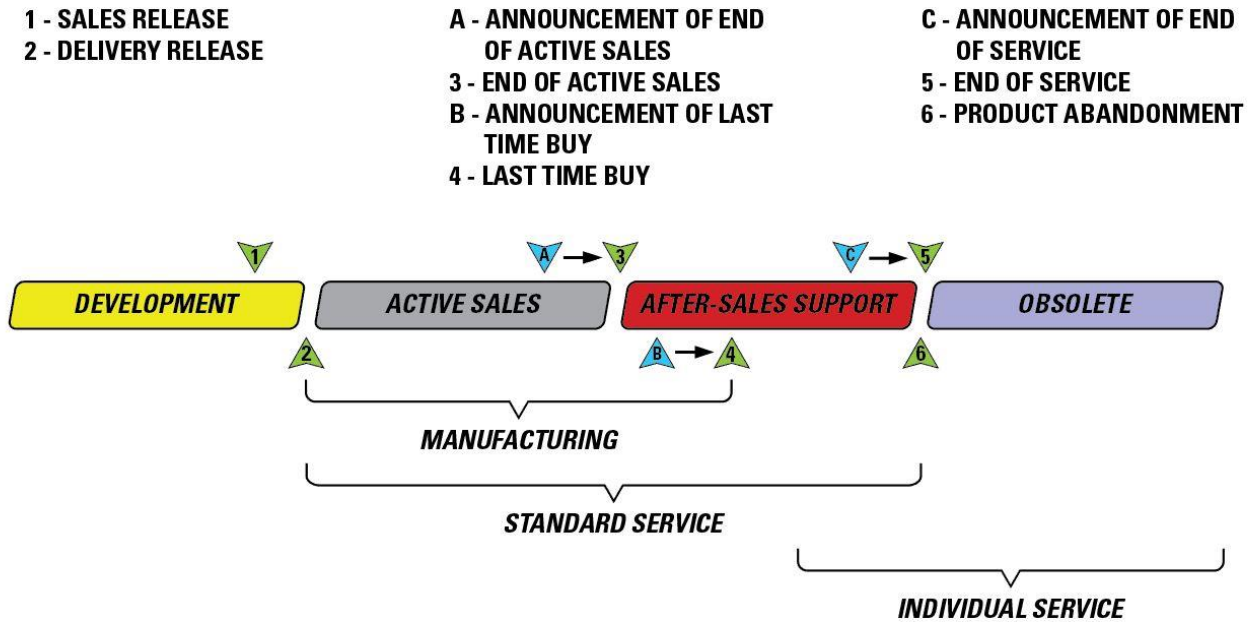 1 - SALES RELEASE
2 - DELIVERY RELEASE
A - ANNOUNCEMENT OF END
OF ACTIVE SALES
3 - END OF ACTIVE SALES
B - ANNOUNCEMENT OF LAST
TIME BUY
4 - LAST TIME BUY
C - ANNOUNCEMENT OF END
OF SERVICE
5 - END OF SERVICE
6 - PRODUCT ABANDONMENT
1
A
3
C
5
DEVELOPMENT
ACTIVE SALES
AFTER-SALES SUPPORT
OBSOLETE
2
B
4
6
MANUFACTURING
STANDARD SERVICE
INDIVIDUAL SERVICE